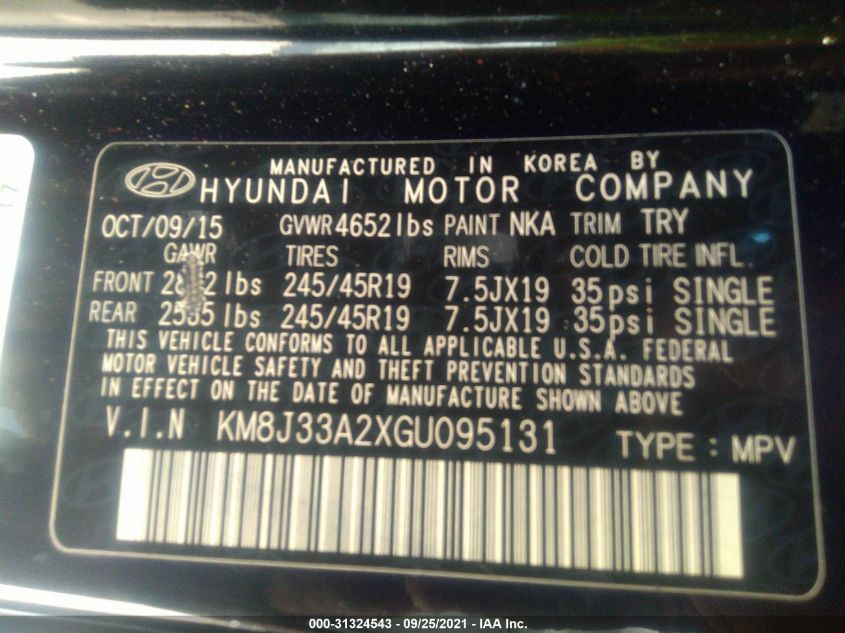 MANUFACTURED IN KOREA BY
HYUNDAI MOTOR COMPANY
OCT/09/15 GVWR 4652 lbs PAINT NKA TRIM TRY
GAWR TIRES RIMS COLD TIRE INFL.
FRONT lbs 245/45R19 7.5JX19 35psi SINGLE
REAR lbs 245/45R19 7.5JX19 35psi SINGLE
THIS VEHICLE CONFORMS TO ALL APPLICABLE U.S.A. FEDERAL
MOTOR VEHICLE SAFETY AND THEFT PREVENTION STANDARDS
IN EFFECT ON THE DATE OF MANUFACTURE SHOWN ABOVE
V.I.N KM8J33A2XGU095131 TYPE : MPV
000-31324543 - 09/25/2021 - IAA Inc.